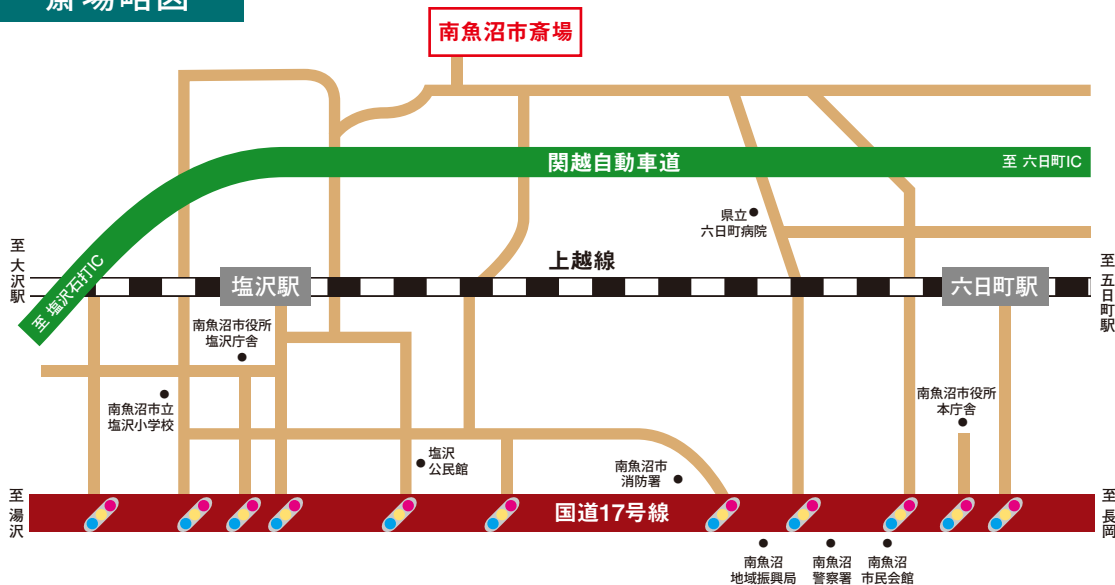 斎場略図
南魚沼市斎場
関越自動車道
至 六日町IC
県立
六日町病院
至 大沢駅
至 塩沢石打IC
上越線
塩沢駅
六日町駅
至 五日町駅
南魚沼市役所
塩沢庁舎
南魚沼市立
塩沢小学校
南魚沼市役所
本庁舎
塩沢
公民館
南魚沼市
消防署
至 湯沢
国道17号線
至 長岡
南魚沼
地域振興局
南魚沼
警察署
南魚沼
市民会館